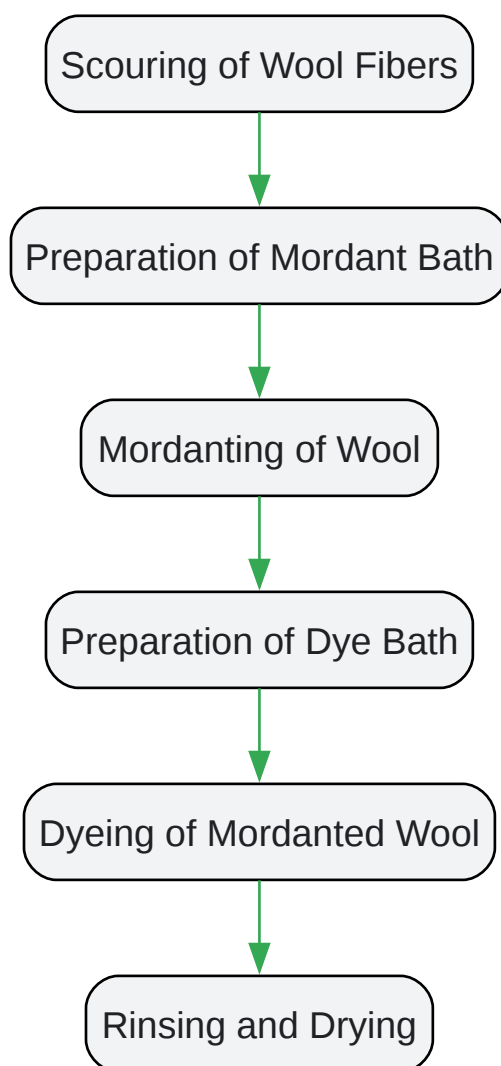 Scouring of Wool Fibers
Preparation of Mordant Bath
Mordanting of Wool
Preparation of Dye Bath
Dyeing of Mordanted Wool
Rinsing and Drying